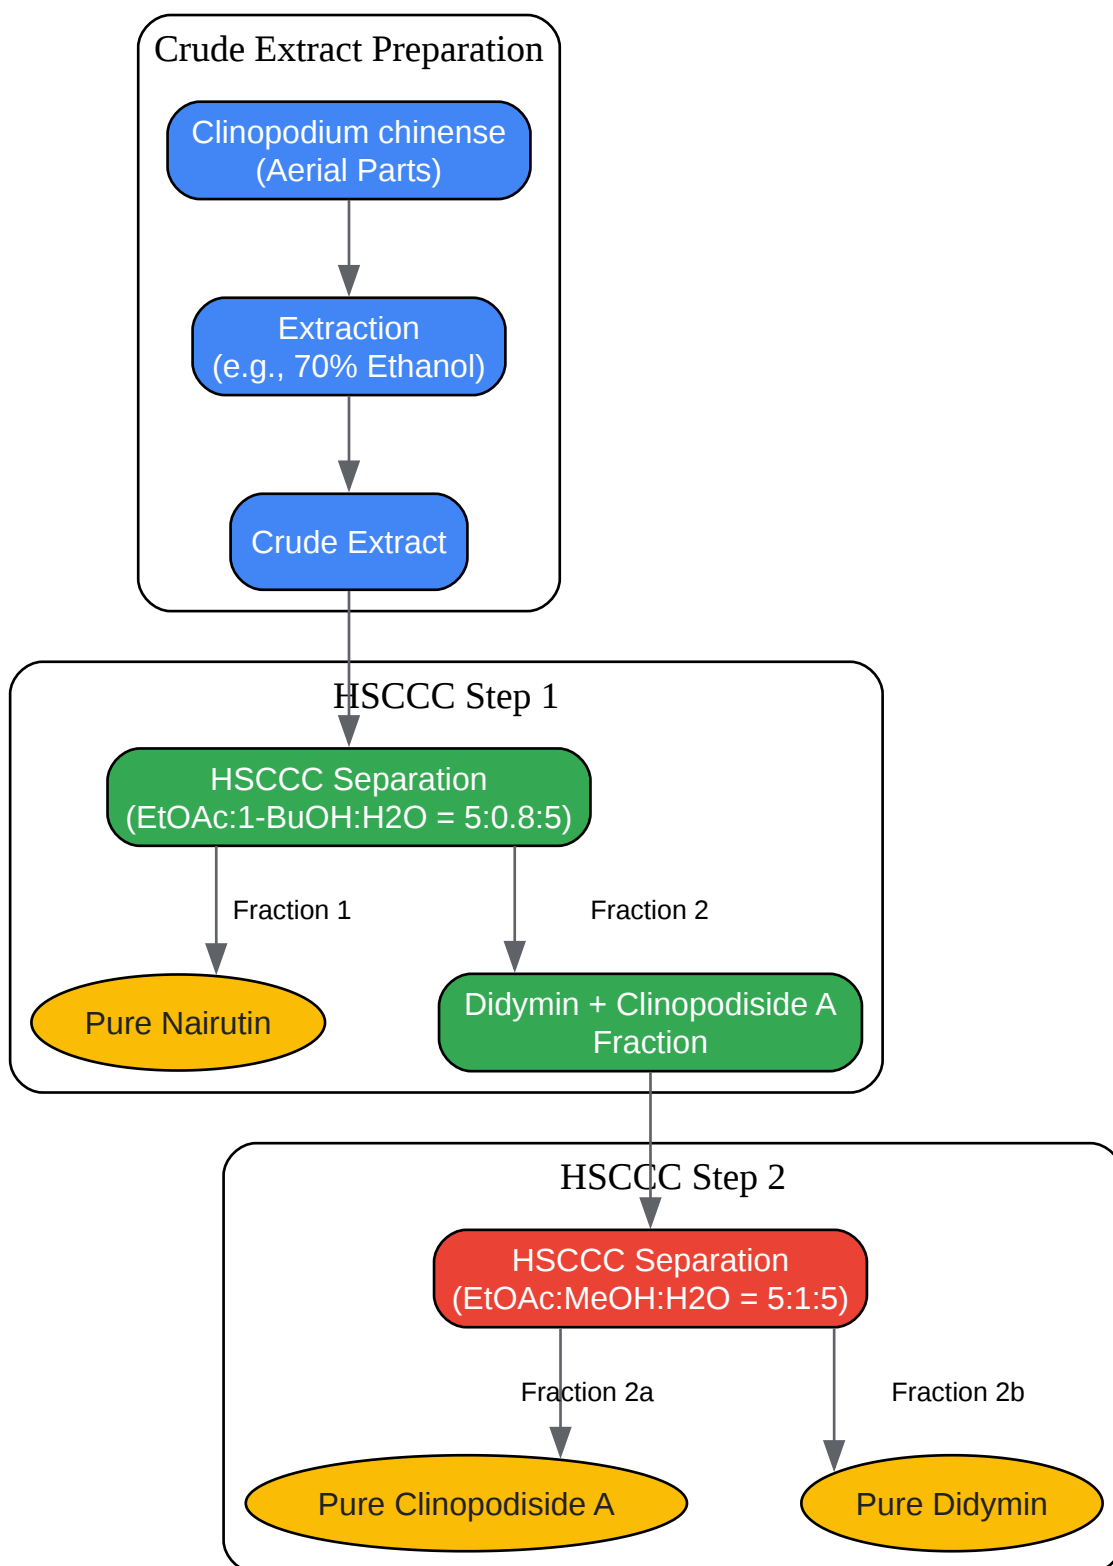 Crude Extract Preparation
Clinopodium chinense
(Aerial Parts)
Extraction
(e.g., 70% Ethanol)
Crude Extract
HSCCC Step 1
HSCCC Separation
(EtOAc:1-BuOH:H2O = 5:0.8:5)
Fraction 1
Fraction 2
Pure Nairutin
Didymin + Clinopodiside A
Fraction
HSCCC Step 2
HSCCC Separation
(EtOAc:MeOH:H2O = 5:1:5)
Fraction 2a
Fraction 2b
Pure Clinopodiside A
Pure Didymin